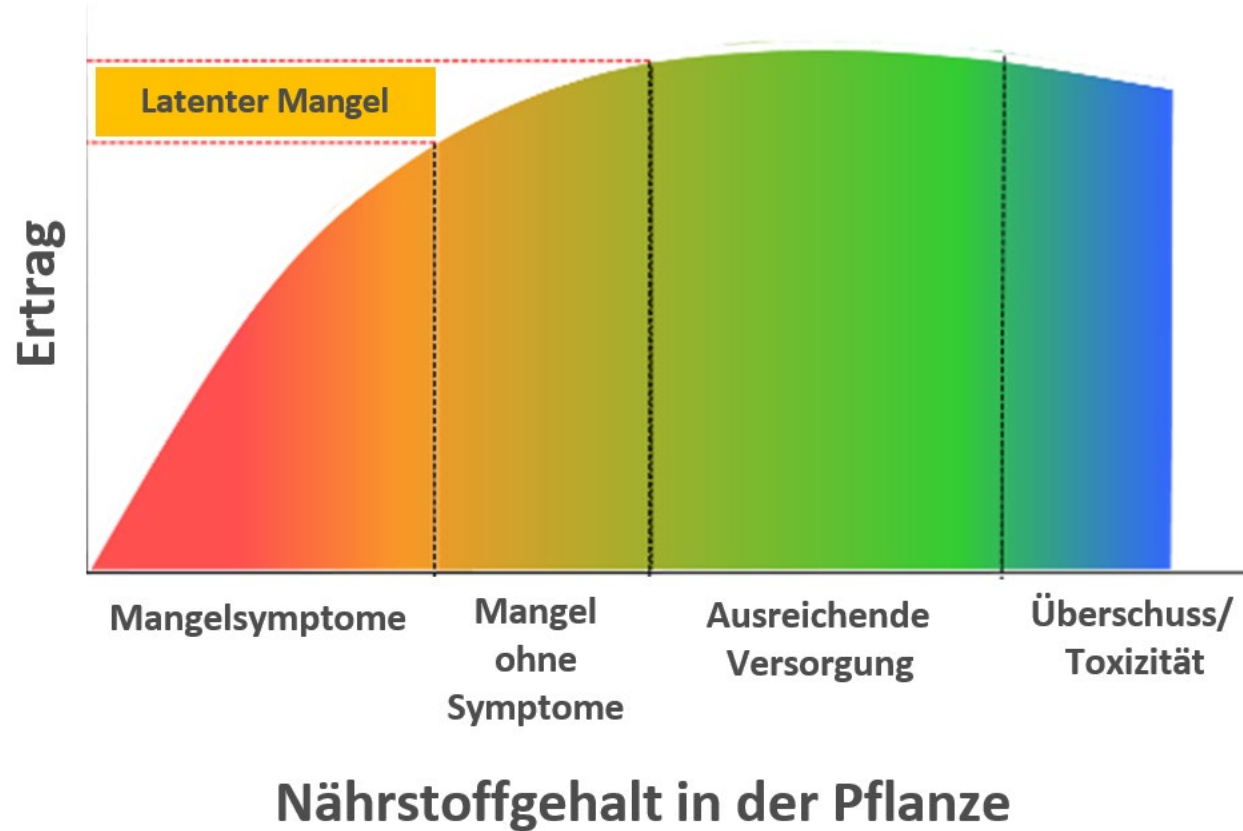 Latenter Mangel
Ertrag
Mangelsymptome
Mangel
ohne
Symptome
Ausreichende
Versorgung
Überschuss/
Toxizität
Nährstoffgehalt in der Pflanze